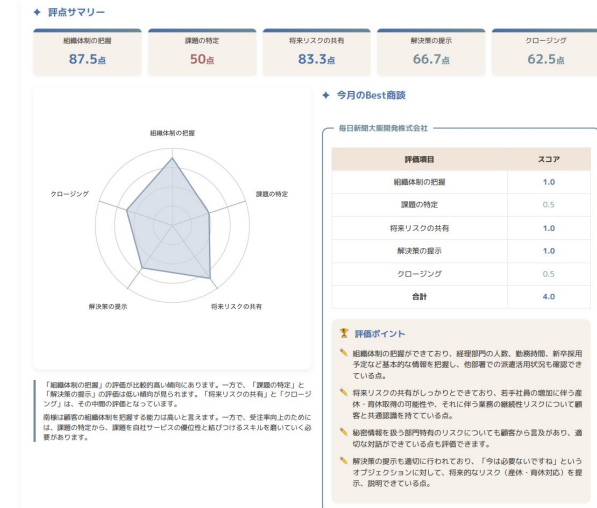 評点サマリー
組織体制の把握
87.5点
課題の特定
50点
将来リスクの共有
83.3点
解決策の提示
66.7点
クロージング
62.5点
組織体制の把握
課題の特定
将来リスクの共有
解決策の提示
クロージング
「組織体制の把握」の評価が比較的高い傾向にあります。一方で、「課題の特定」と
「解決策の提示」の評価は低い傾向が見られます。「将来リスクの共有」と「クロージ
ング」は、その中間の評価となっています。
南様は顧客の組織体制を把握する能力は高いと言えます。一方で、受注率向上のために
は、課題の特定から、課題を自社サービスの優位性と結びつけるスキルを磨いていく必
要があります。
今月のBest商談
毎日新聞大阪開発株式会社
評価項目 スコア
組織体制の把握 1.0
課題の特定 0.5
将来リスクの共有 1.0
解決策の提示 1.0
クロージング 0.5
合計 4.0
評価ポイント
組織体制の把握ができており、経理部門の人数、勤務時間、新卒採用
予定など基本的な情報を把握し、他部署での派遣活用状況も確認でき
ている点。
将来リスクの共有がしっかりとできており、若手社員の増加に伴う産
休・育休取得の可能性や、それに伴う業務の継続性リスクについて顧
客と共通認識を持てている点。
秘密情報を扱う部門特有のリスクについても顧客から言及があり、適
切な対話ができている点も評価できます。
解決策の提示も適切に行われており、「今は必要ないですね」という
オブジェクションに対して、将来的なリスク（産休・育休対応）を提
示、説明できている点。